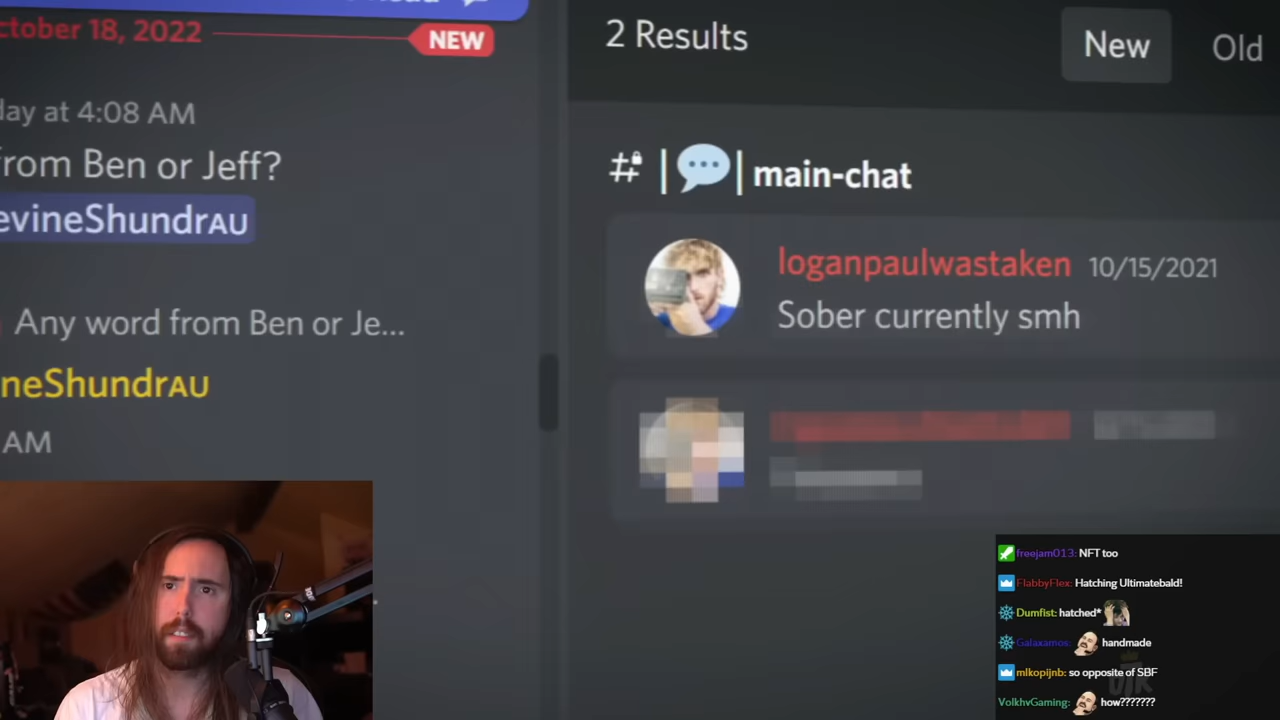 ctober 18, 2022
NEW
day at 4:08 AM
from Ben or Jeff?
evineShundrAU
Any word from Ben or Je...
neShundrAU
AM
2 Results
New
Old
# | | main-chat
loganpaulwastaken 10/15/2021
Sober currently smh
freejam013: NFT too
FlabbyFlex: Hatching Ultimatebald!
Dumfist: hatched*
Galaxamos: handmade
mlkopijnb: so opposite of SBF
VolkhvGaming: how???????